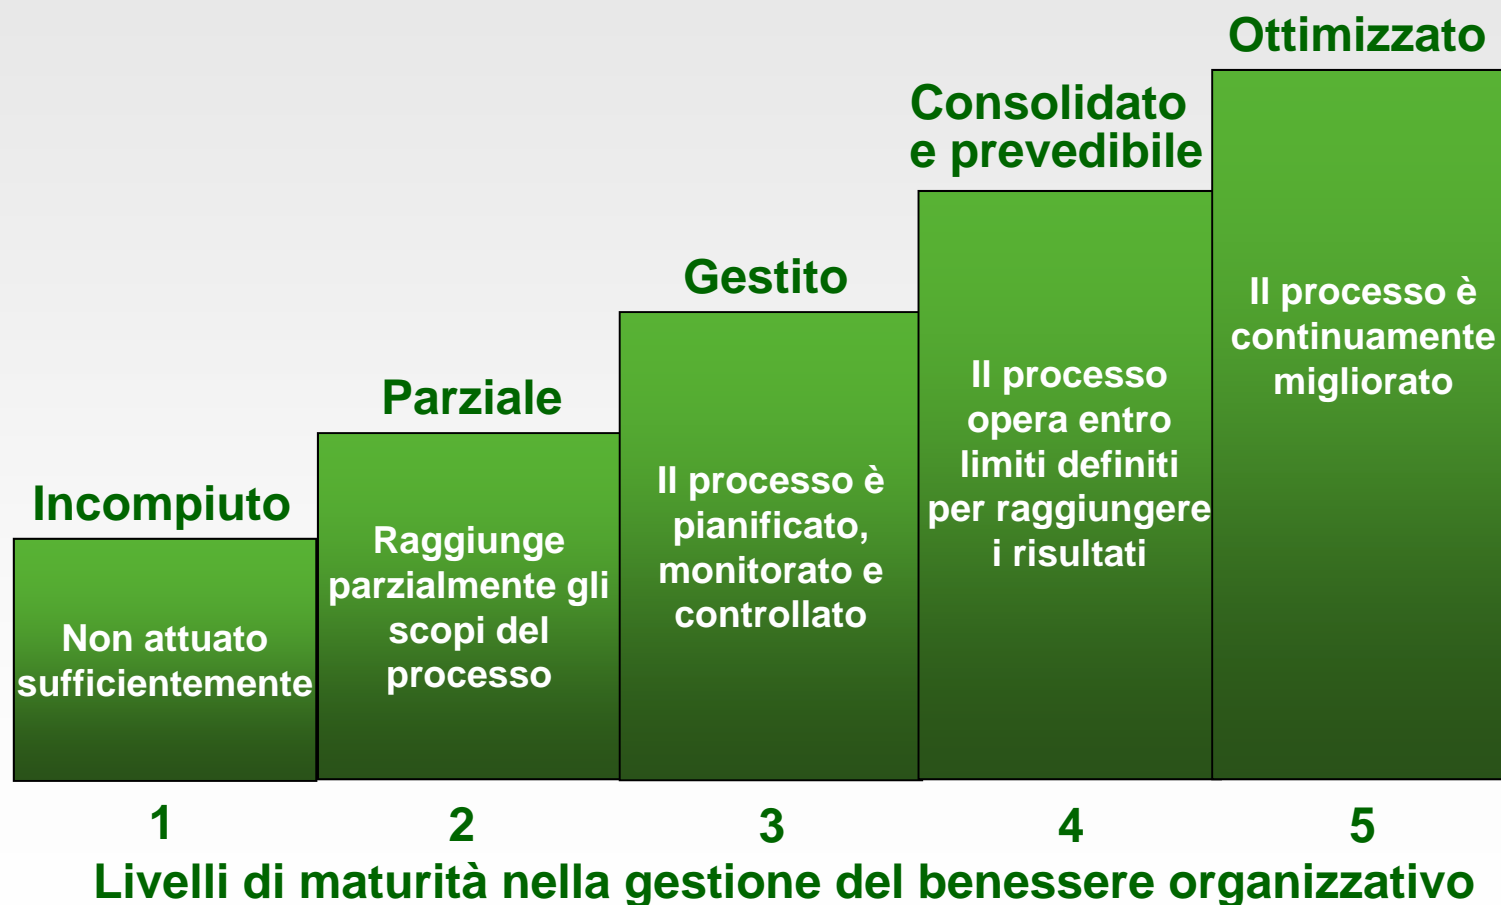 Ottimizzato
Consolidato
e prevedibile
Gestito
Parziale
Incompiuto
Non attuato
sufficientemente
Raggiunge
parzialmente gli
scopi del
processo
Il processo è
pianificato,
monitorato e
controllato
Il processo
opera entro
limiti definiti
per raggiungere
i risultati
Il processo è
continuamente
migliorato
1 2 3 4 5
Livelli di maturità nella gestione del benessere organizzativo